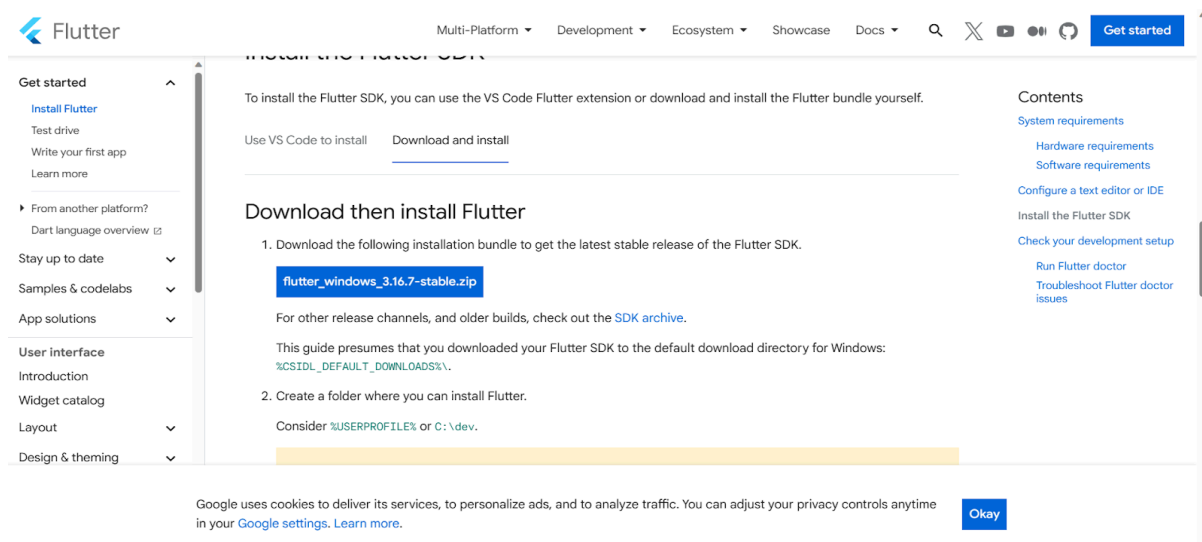 Flutter
Multi-Platform
Development
Ecosystem
Showcase
Docs
Get started
Get started
Install Flutter
Test drive
Write your first app
Learn more
From another platform?
Dart language overview
Stay up to date
Samples & codelabs
App solutions
User interface
Introduction
Widget catalog
Layout
Design & theming
Install the Flutter SDK
To install the Flutter SDK, you can use the VS Code Flutter extension or download and install the Flutter bundle yourself.
Use VS Code to install
Download and install
Download then install Flutter
1. Download the following installation bundle to get the latest stable release of the Flutter SDK.
flutter_windows_3.16.7-stable.zip
For other release channels, and older builds, check out the SDK archive.
This guide presumes that you downloaded your Flutter SDK to the default download directory for Windows:
%CSIDL_DEFAULT_DOWNLOADS%\.
2. Create a folder where you can install Flutter.
Consider %USERPROFILE% or C:\dev.
Contents
System requirements
Hardware requirements
Software requirements
Configure a text editor or IDE
Install the Flutter SDK
Check your development setup
Run Flutter doctor
Troubleshoot Flutter doctor
issues
Google uses cookies to deliver its services, to personalize ads, and to analyze traffic. You can adjust your privacy controls anytime
in your Google settings. Learn more.
Okay